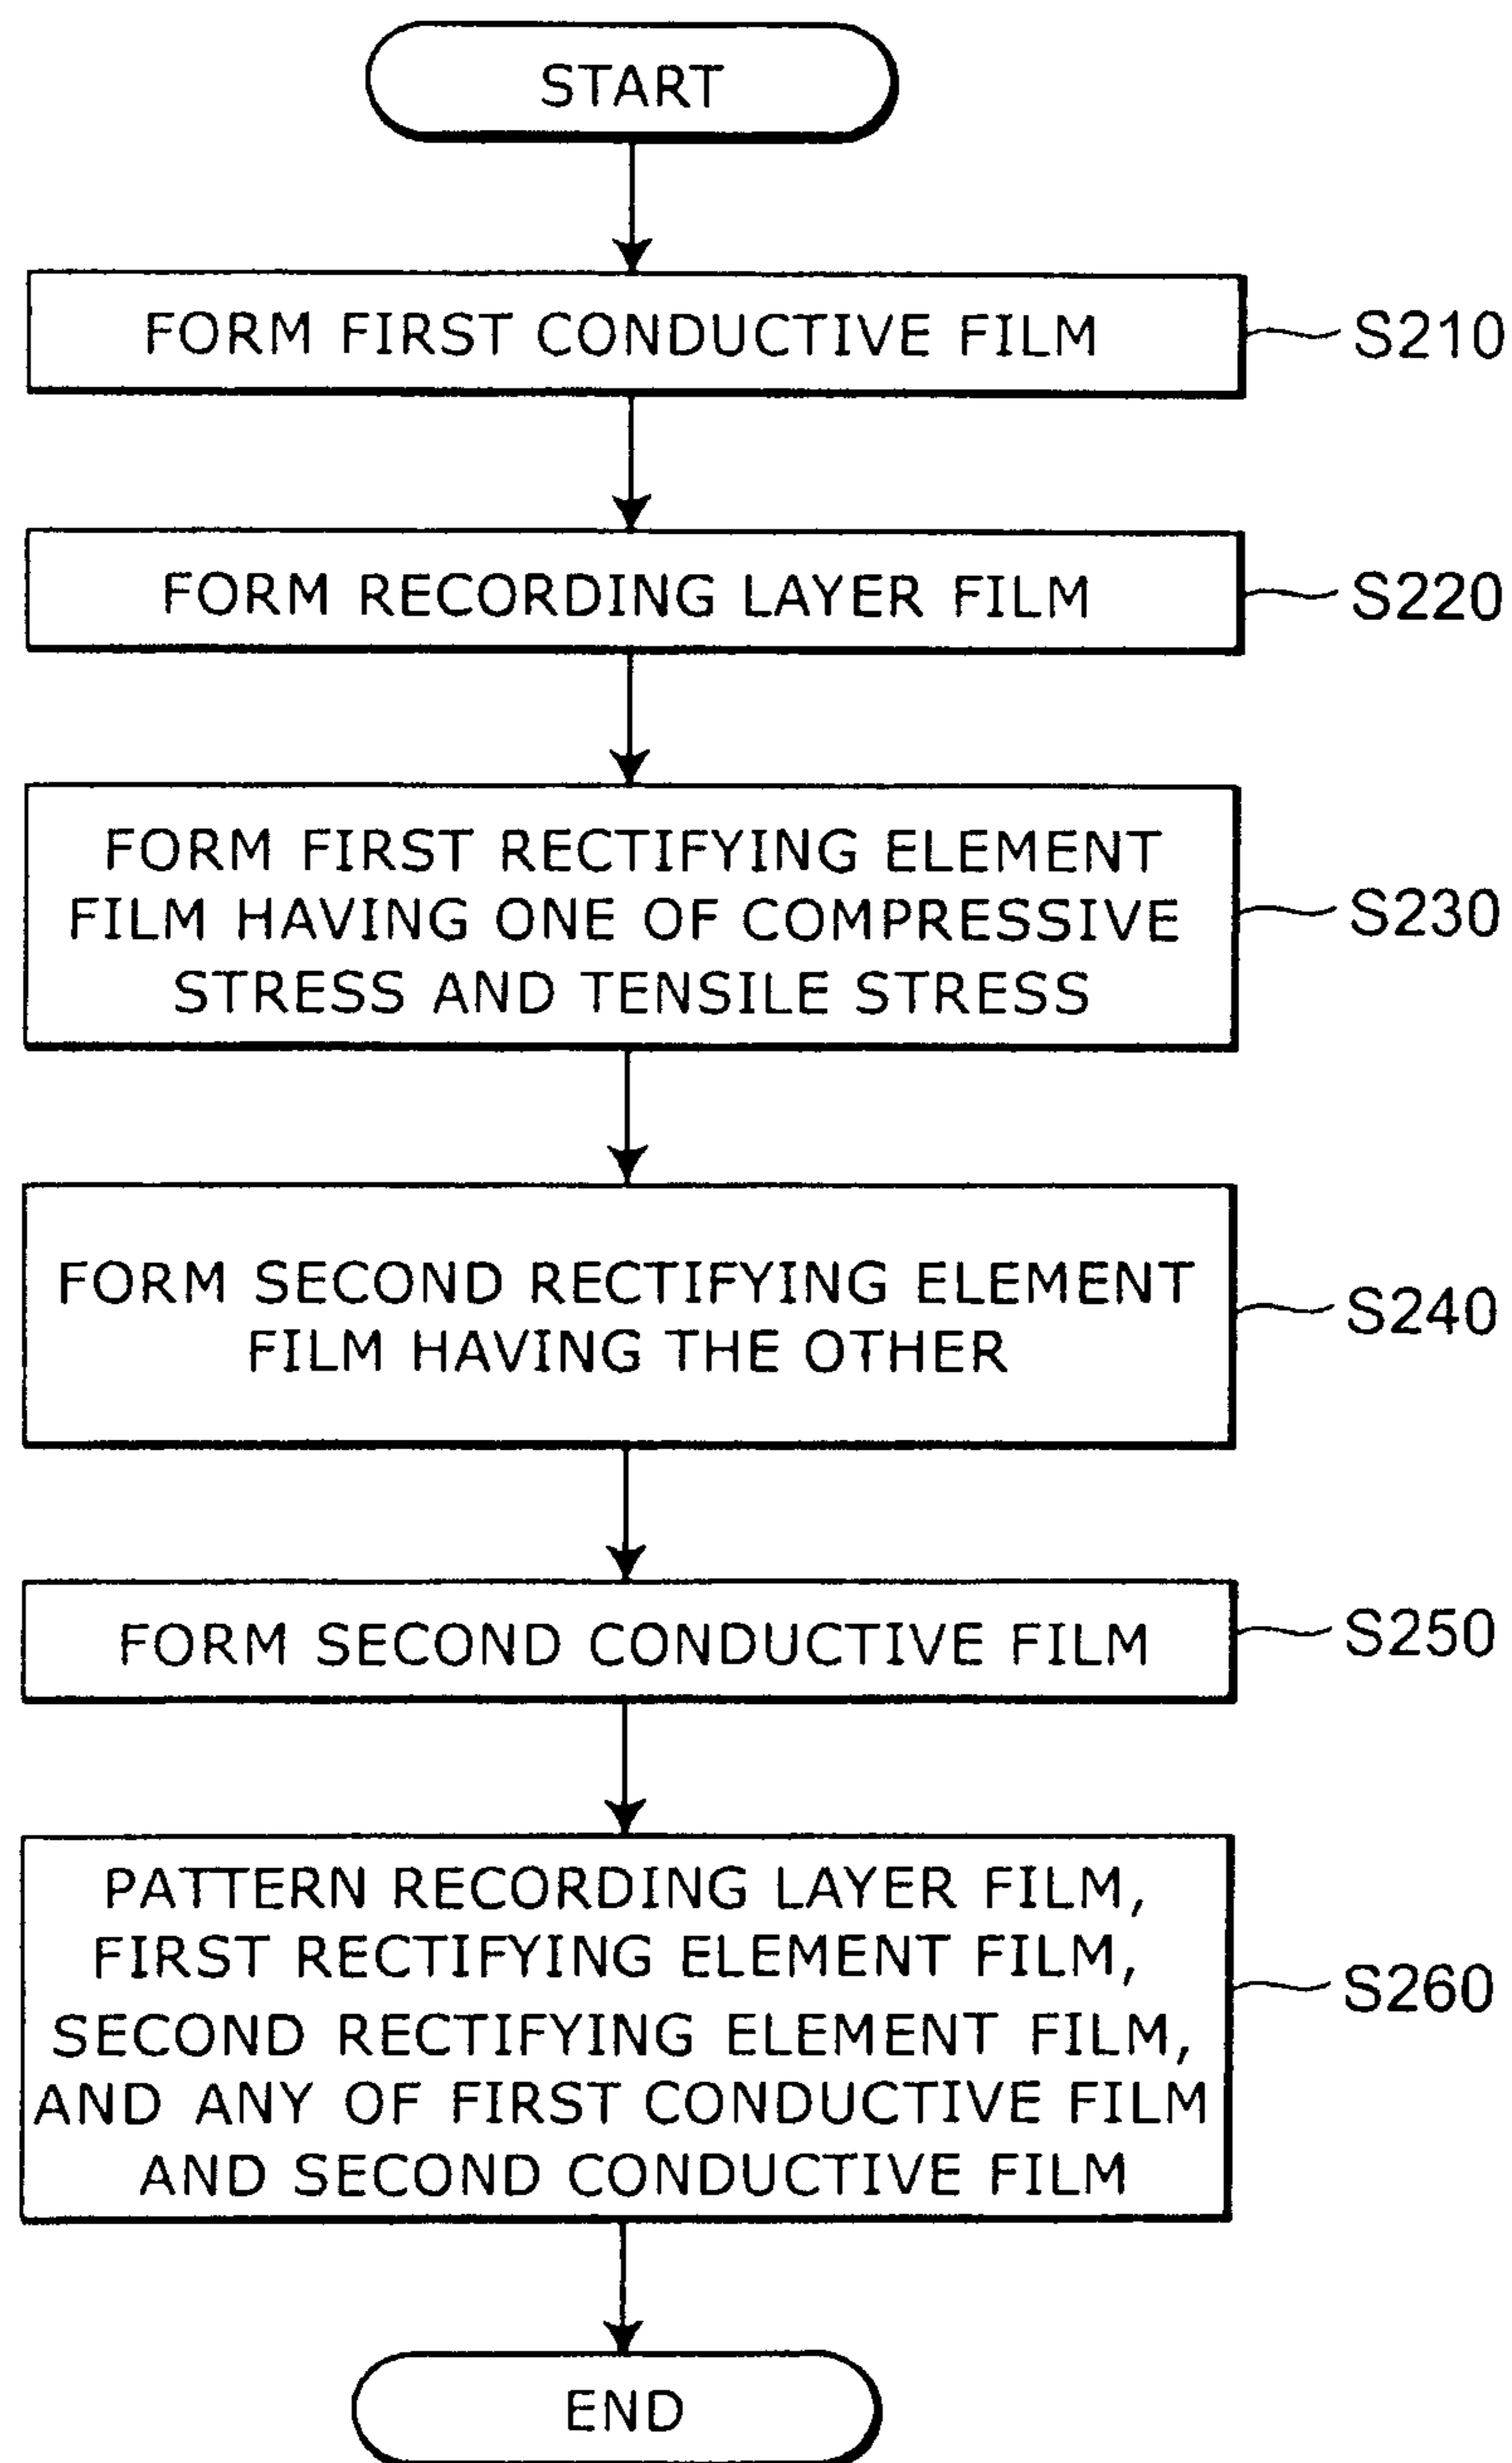 START
FORM FIRST CONDUCTIVE FILM
S210
FORM RECORDING LAYER FILM
S220
FORM FIRST RECTIFYING ELEMENT
FILM HAVING ONE OF COMPRESSIVE
STRESS AND TENSILE STRESS
S230
FORM SECOND RECTIFYING ELEMENT
FILM HAVING THE OTHER
S240
FORM SECOND CONDUCTIVE FILM
S250
PATTERN RECORDING LAYER FILM,
FIRST RECTIFYING ELEMENT FILM,
SECOND RECTIFYING ELEMENT FILM,
AND ANY OF FIRST CONDUCTIVE FILM
AND SECOND CONDUCTIVE FILM
S260
END